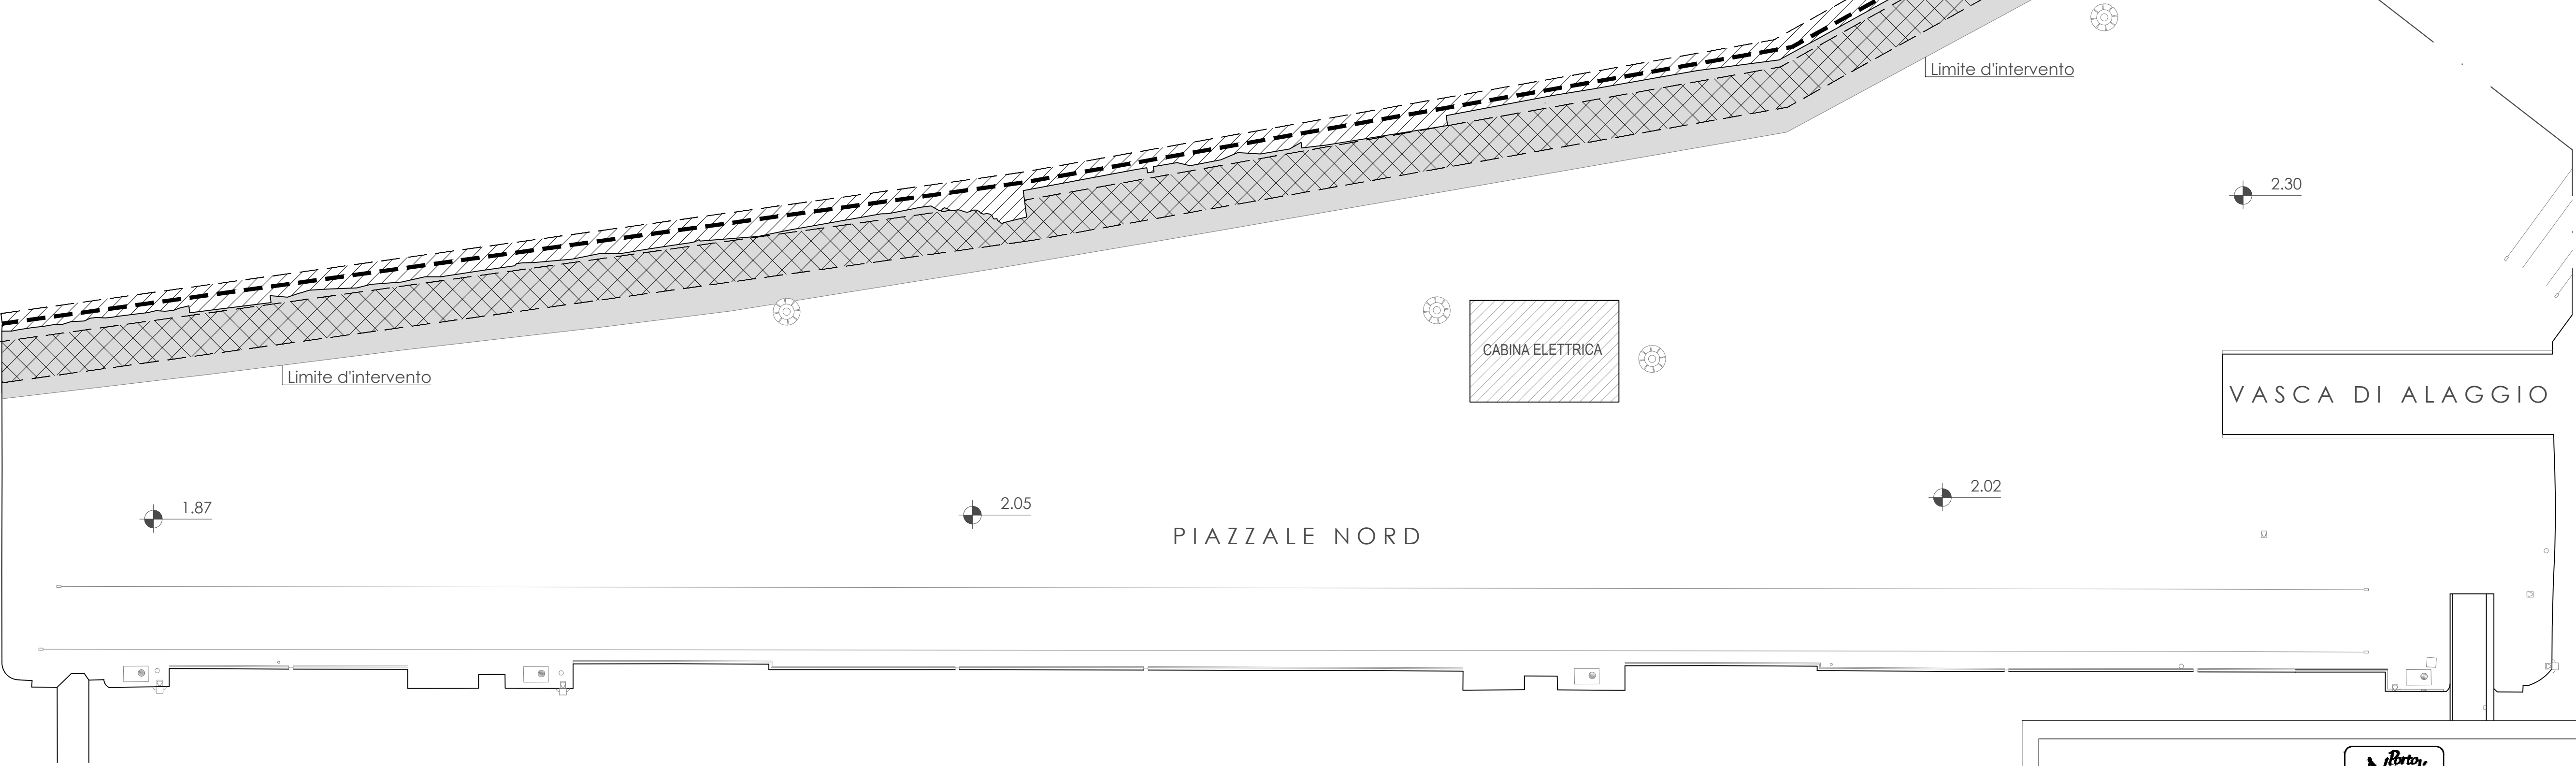 Limite d'intervento
2.30
CABINA ELETTRICA
Limite d'intervento
VASCA DI ALAGGIO
1.87
2.05
2.02
PIAZZALE NORD
Porto